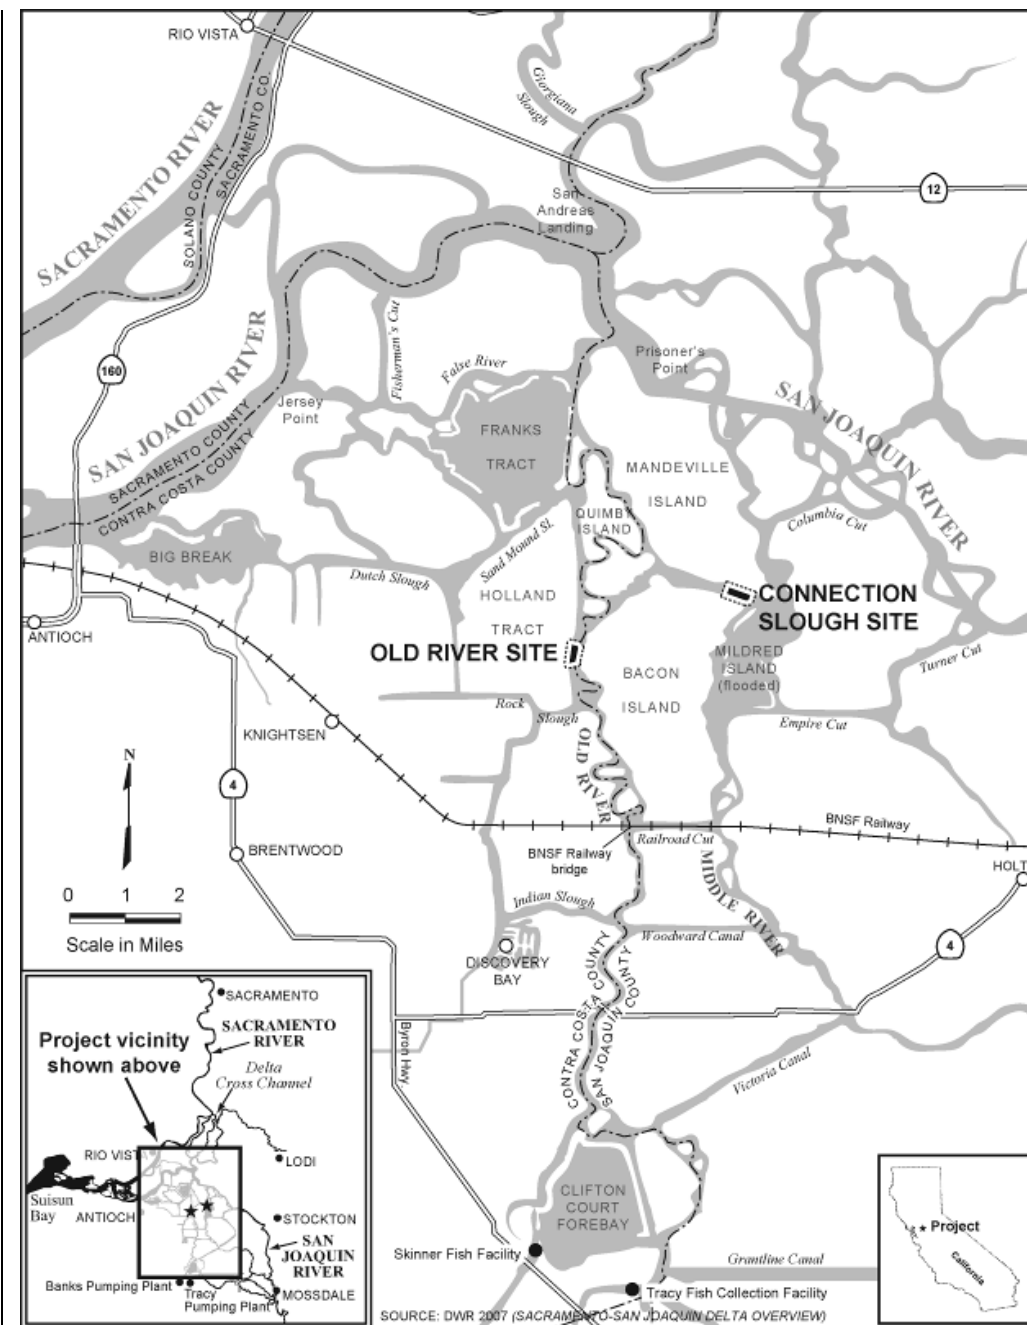 RIO VISTA
Giorgiana
Slough
SACRAMENTO RIVER
SOLANO COUNTY
SACRAMENTO CO.
12
San
Andreas
Landing
160
SAN JOAQUIN RIVER
SACRAMENTO COUNTY
CONTRA COSTA COUNTY
Fisherman's Cut
False River
Jersey
Point
Prisoner's
Point
SAN JOAQUIN RIVER
FRANKS
TRACT
MANDEVILLE
ISLAND
QUIMBY
ISLAND
Columbia Cut
BIG BREAK
Sand Mound Sl.
Dutch Slough
HOLLAND
TRACT
CONNECTION
SLOUGH SITE
ANTIOCH
OLD RIVER SITE
MILDRED
ISLAND
(flooded)
Turner Cut
BACON
ISLAND
Rock
Slough
Empire Cut
KNIGHTSEN
OLD RIVER
N
4
BNSF Railway
Railroad Cut
BNSF Railway
bridge
BRENTWOOD
HOLT
MIDDLE RIVER
0 1 2
Scale in Miles
Indian Slough
Woodward Canal
4
DISCOVERY
BAY
CONTRA COSTA COUNTY
SAN JOAQUIN COUNTY
Byron Hwy
Victoria Canal
CLIFTON
COURT
FOREBAY
Skinner Fish Facility
Grantline Canal
Tracy Fish Collection Facility
SOURCE: DWR 2007 (SACRAMENTO-SAN JOAQUIN DELTA OVERVIEW)
SACRAMENTO
SACRAMENTO
RIVER
Project vicinity
shown above
Delta
Cross Channel
RIO VIST
LODI
Suisun
Bay
ANTIOCH
STOCKTON
SAN
JOAQUIN
RIVER
Banks Pumping Plant
Tracy
Pumping Plant
MOSSDALE
Project
California